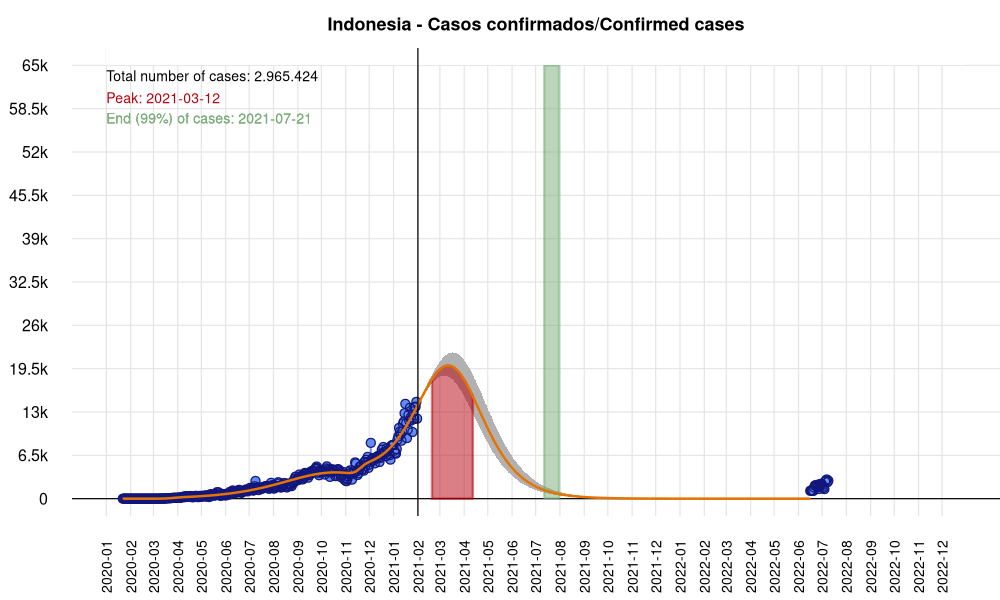 Indonesia - Casos confirmados/Confirmed cases
Total number of cases: 2.965.424
Peak: 2021-03-12
End (99%) of cases: 2021-07-21
65k
58.5k
52k
45.5k
39k
32.5k
26k
19.5k
13k
6.5k
0
2020-01
2020-02
2020-03
2020-04
2020-05
2020-06
2020-07
2020-08
2020-09
2020-10
2020-11
2020-12
2021-01
2021-02
2021-03
2021-04
2021-05
2021-06
2021-07
2021-08
2021-09
2021-10
2021-11
2021-12
2022-01
2022-02
2022-03
2022-04
2022-05
2022-06
2022-07
2022-08
2022-09
2022-10
2022-11
2022-12